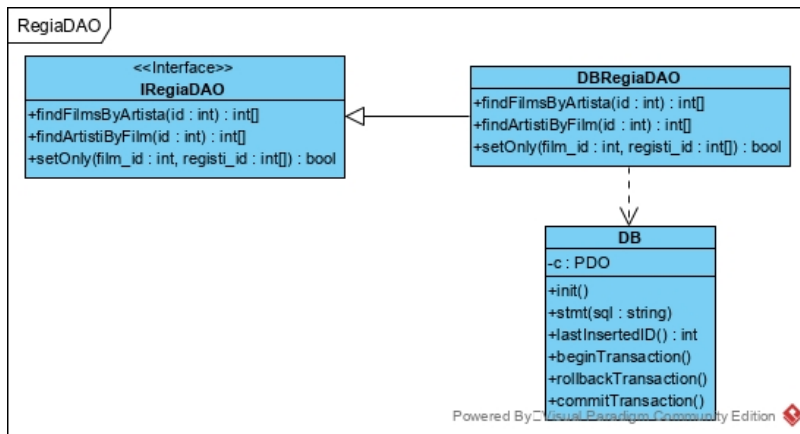 RegiaDAO
<<Interface>>
IRegiaDAO
+findFilmsByArtista(id : int) : int[]
+findArtistiByFilm(id : int) : int[]
+setOnly(film_id : int, registi_id : int[]) : bool
DBRegiaDAO
+findFilmsByArtista(id : int) : int[]
+findArtistiByFilm(id : int) : int[]
+setOnly(film_id : int, registi_id : int[]) : bool
DB
-c : PDO
+init()
+stmt(sql : string)
+lastInsertedID() : int
+beginTransaction()
+rollbackTransaction()
+commitTransaction()
Powered By Visual Paradigm Community Edition